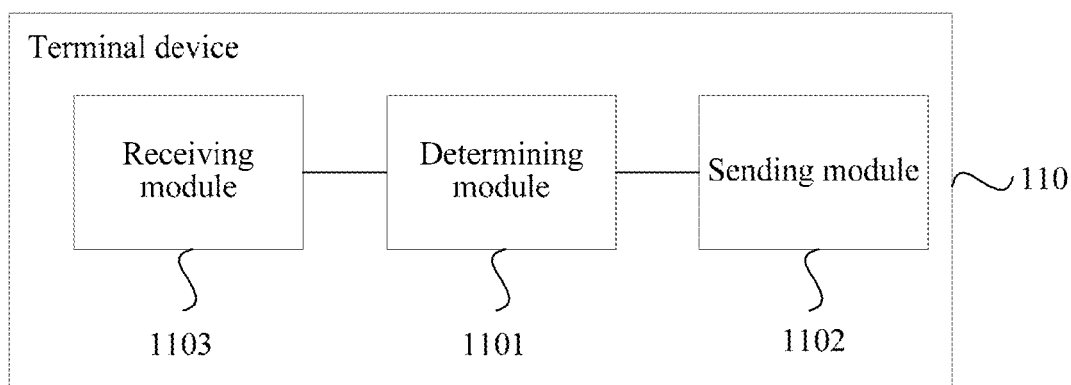 Terminal device
Receiving
module
Determining
module
Sending module
110
1103
1101
1102